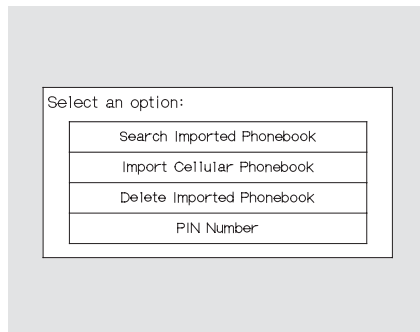 Select an option:
Search Imported Phonebook
Import Cellular Phonebook
Delete Imported Phonebook
PIN Number